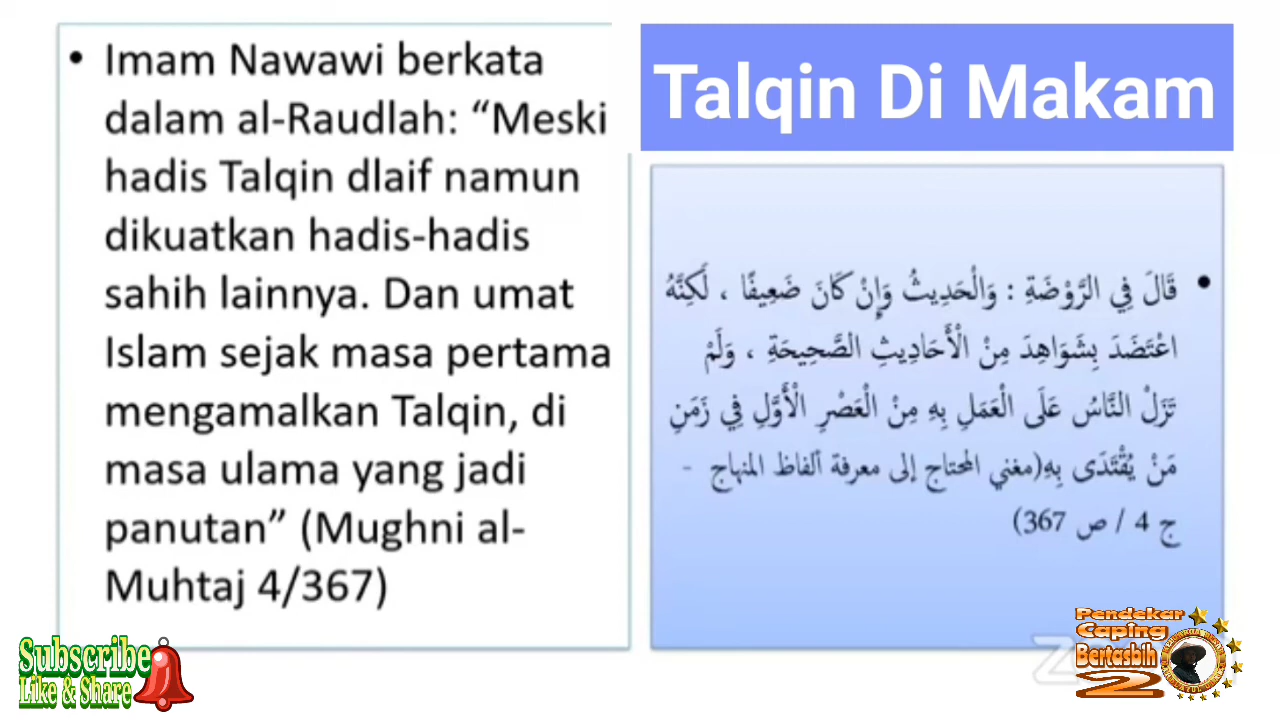 • Imam Nawawi berkata
dalam al-Raudlah: “Meski
hadis Talqin dlaif namun
dikuatkan hadis-hadis
sahih lainnya. Dan umat
Islam sejak masa pertama
mengamalkan Talqin, di
masa ulama yang jadi
panutan” (Mughni al-
Muhtaj 4/367)
Talqin Di Makam
• قَالَ فِي الرَّوْضَةِ : وَالْحَدِيثُ وَإِنْ كَانَ ضَعِيفًا ، لَكِنَّهُ
اعْتَضَدَ بِشَوَاهِدَ مِنْ الْأَحَادِيثِ الصَّحِيحَةِ ، وَلَمْ
تَزَلْ النَّاسُ عَلَى الْعَمَلِ بِهِ مِنْ الْعَصْرِ الْأَوَّلِ فِي زَمَنِ
مَنْ يُقْتَدَى بِهِ(مغني المحتاج إلى معرفة ألفاظ المنهاج -
ج 4 / ص 367)
Subscribe
Like & Share
Pendekar
Caping
Bertasbih
2